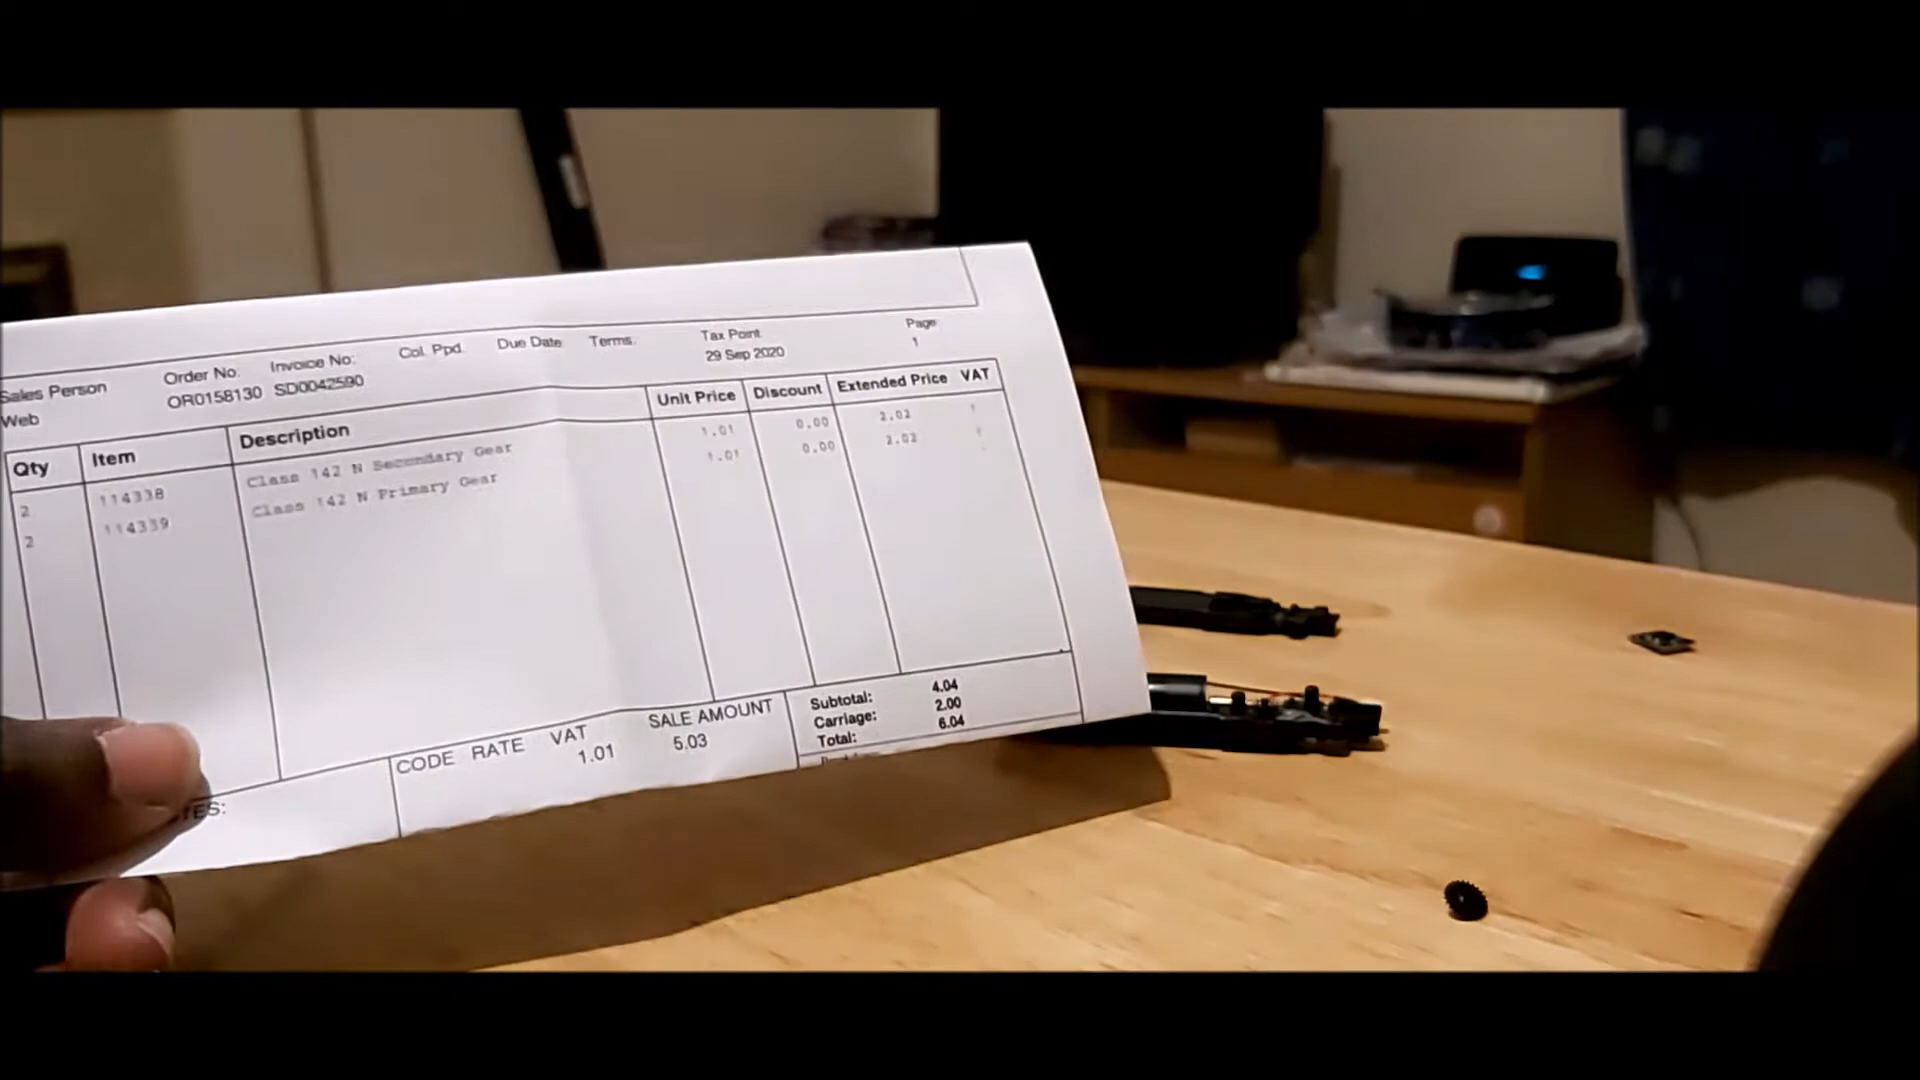 Sales Person Order No: Invoice No: Col. Ppd. Due Date Terms. Tax Point Page
Web OR0158130 SD0042590 29 Sep 2020 1
Qty Item Description Unit Price Discount Extended Price VAT
2 114338 Class 142 N Secondary Gear 1.01 0.00 2.02 1
2 114339 Class 142 N Primary Gear 1.01 0.00 2.02 1
CODE RATE VAT SALE AMOUNT
1.01 5.03
Subtotal: 4.04
Carriage: 2.00
Total: 6.04